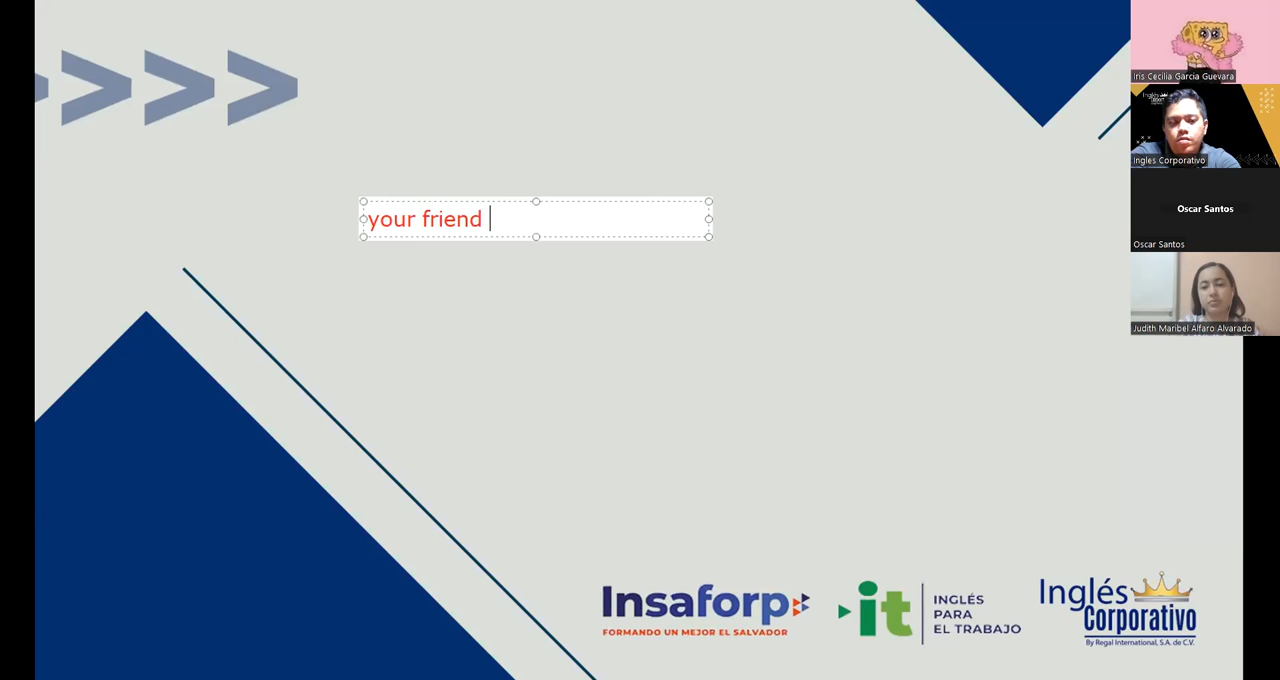 your friend
Iris Cecilia Garcia Guevara
Ingles Corporativo
Oscar Santos
Oscar Santos
Judith Maribel Alfaro Alvarado
Insaforp
FORMANDO UN MEJOR EL SALVADOR
it
INGLÉS
PARA
EL TRABAJO
Inglés
Corporativo
By Regal International, S.A. de C.V.